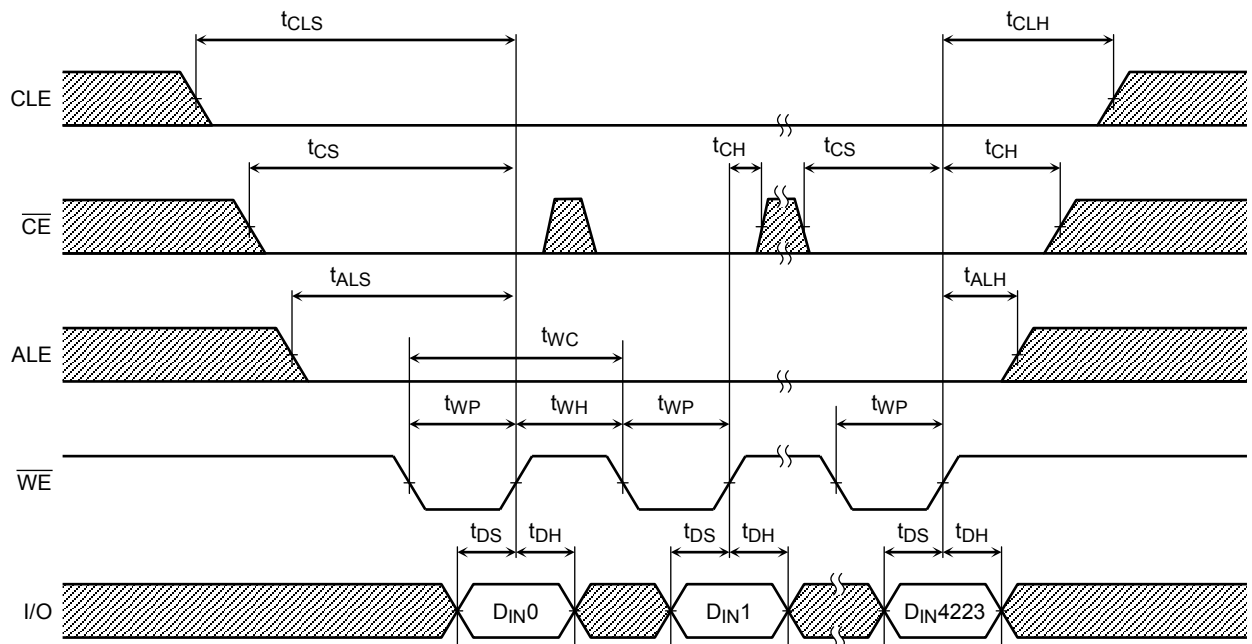 tCLS tCLH
CLE
tCS tCH tCS tCH
CE
tALS tALH
tWC
ALE
tWP tWH tWP tWP
WE
tDS tDH tDS tDH tDS tDH
I/O DIN0 DIN1 DIN4223